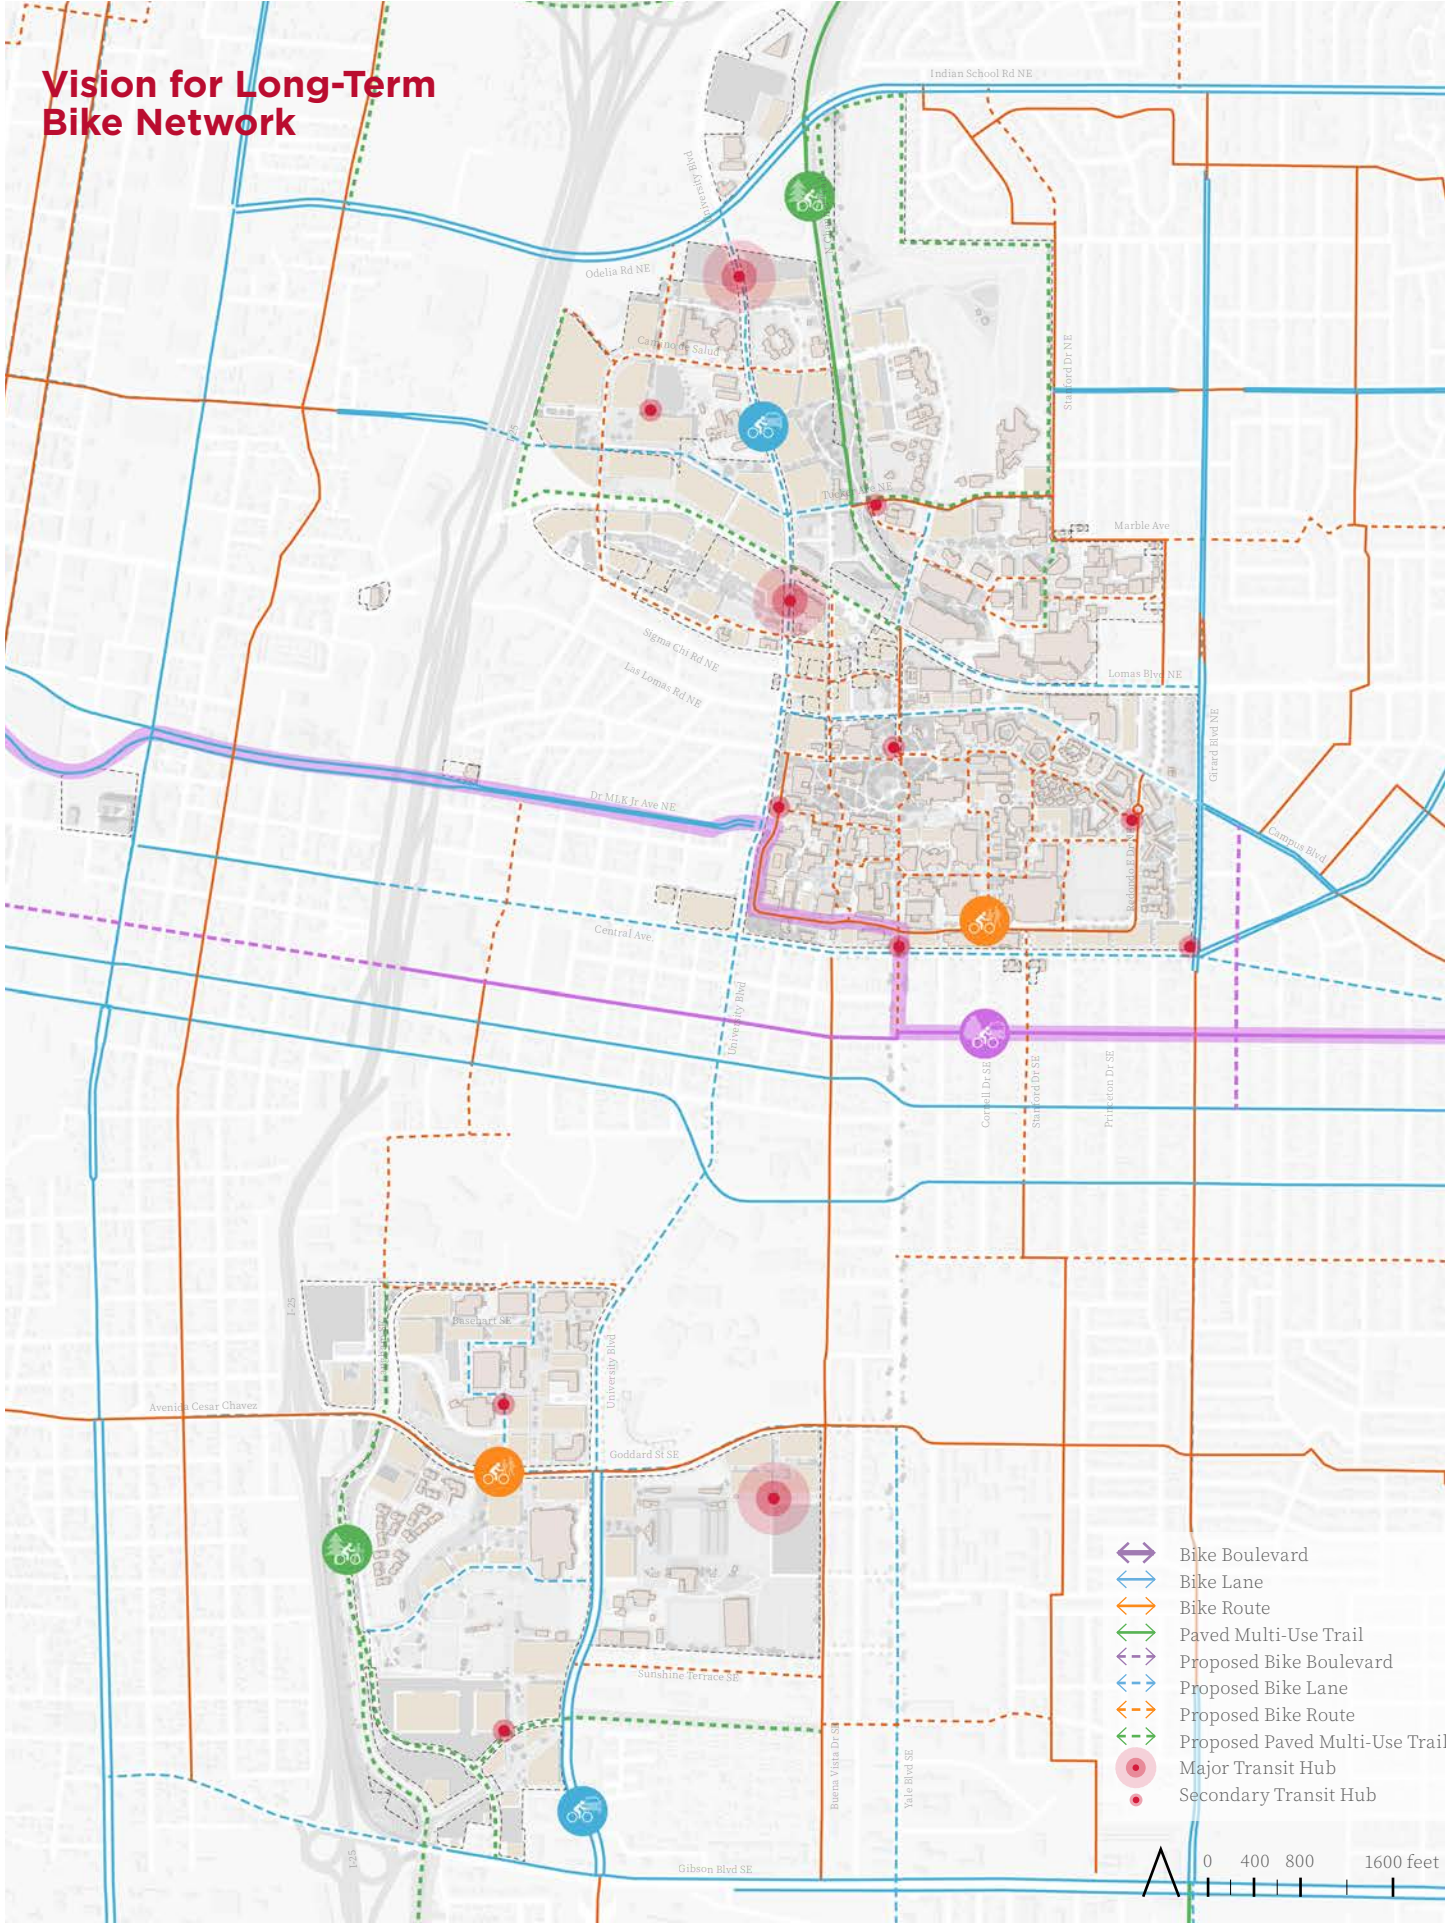 Vision for Long-Term
Bike Network
Indian School Rd NE
University Blvd
Odelia Rd NE
Camino de Salud
Stanford Dr NE
I-25
Tucker Ave NE
Marble Ave
Sigma Chi Rd NE
Las Lomas Rd NE
Lomas Blvd NE
Girard Blvd NE
Dr MLK Jr Ave NE
Campus Blvd
Redondo E Dr
Central Ave
University Blvd
Cornell Dr SE
Stanford Dr SE
Princeton Dr SE
I-25
Basehart SE
University Blvd
Avenida Cesar Chavez
Goddard St SE
Sunshine Terrace SE
Buena Vista Dr SE
Yale Blvd SE
I-25
Gibson Blvd SE
Bike Boulevard
Bike Lane
Bike Route
Paved Multi-Use Trail
Proposed Bike Boulevard
Proposed Bike Lane
Proposed Bike Route
Proposed Paved Multi-Use Trail
Major Transit Hub
Secondary Transit Hub
0 400 800 1600 feet